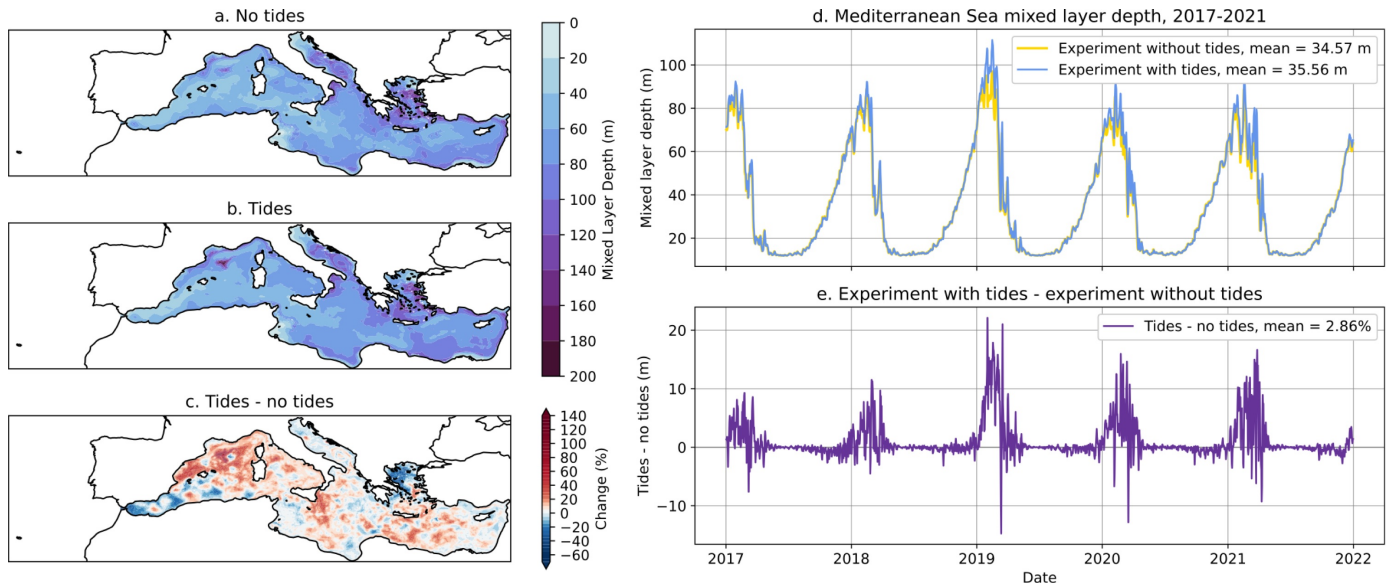 a. No tides
0
20
40
60
80
100
120
140
160
180
200
Mixed Layer Depth (m)
b. Tides
c. Tides - no tides
140
120
100
80
60
40
20
0
−20
−40
−60
Change (%)
d. Mediterranean Sea mixed layer depth, 2017-2021
Experiment without tides, mean = 34.57 m
Experiment with tides, mean = 35.56 m
100
80
60
40
20
Mixed layer depth (m)
e. Experiment with tides - experiment without tides
Tides - no tides, mean = 2.86%
20
10
0
−10
Tides - no tides (m)
2017 2018 2019 2020 2021 2022
Date